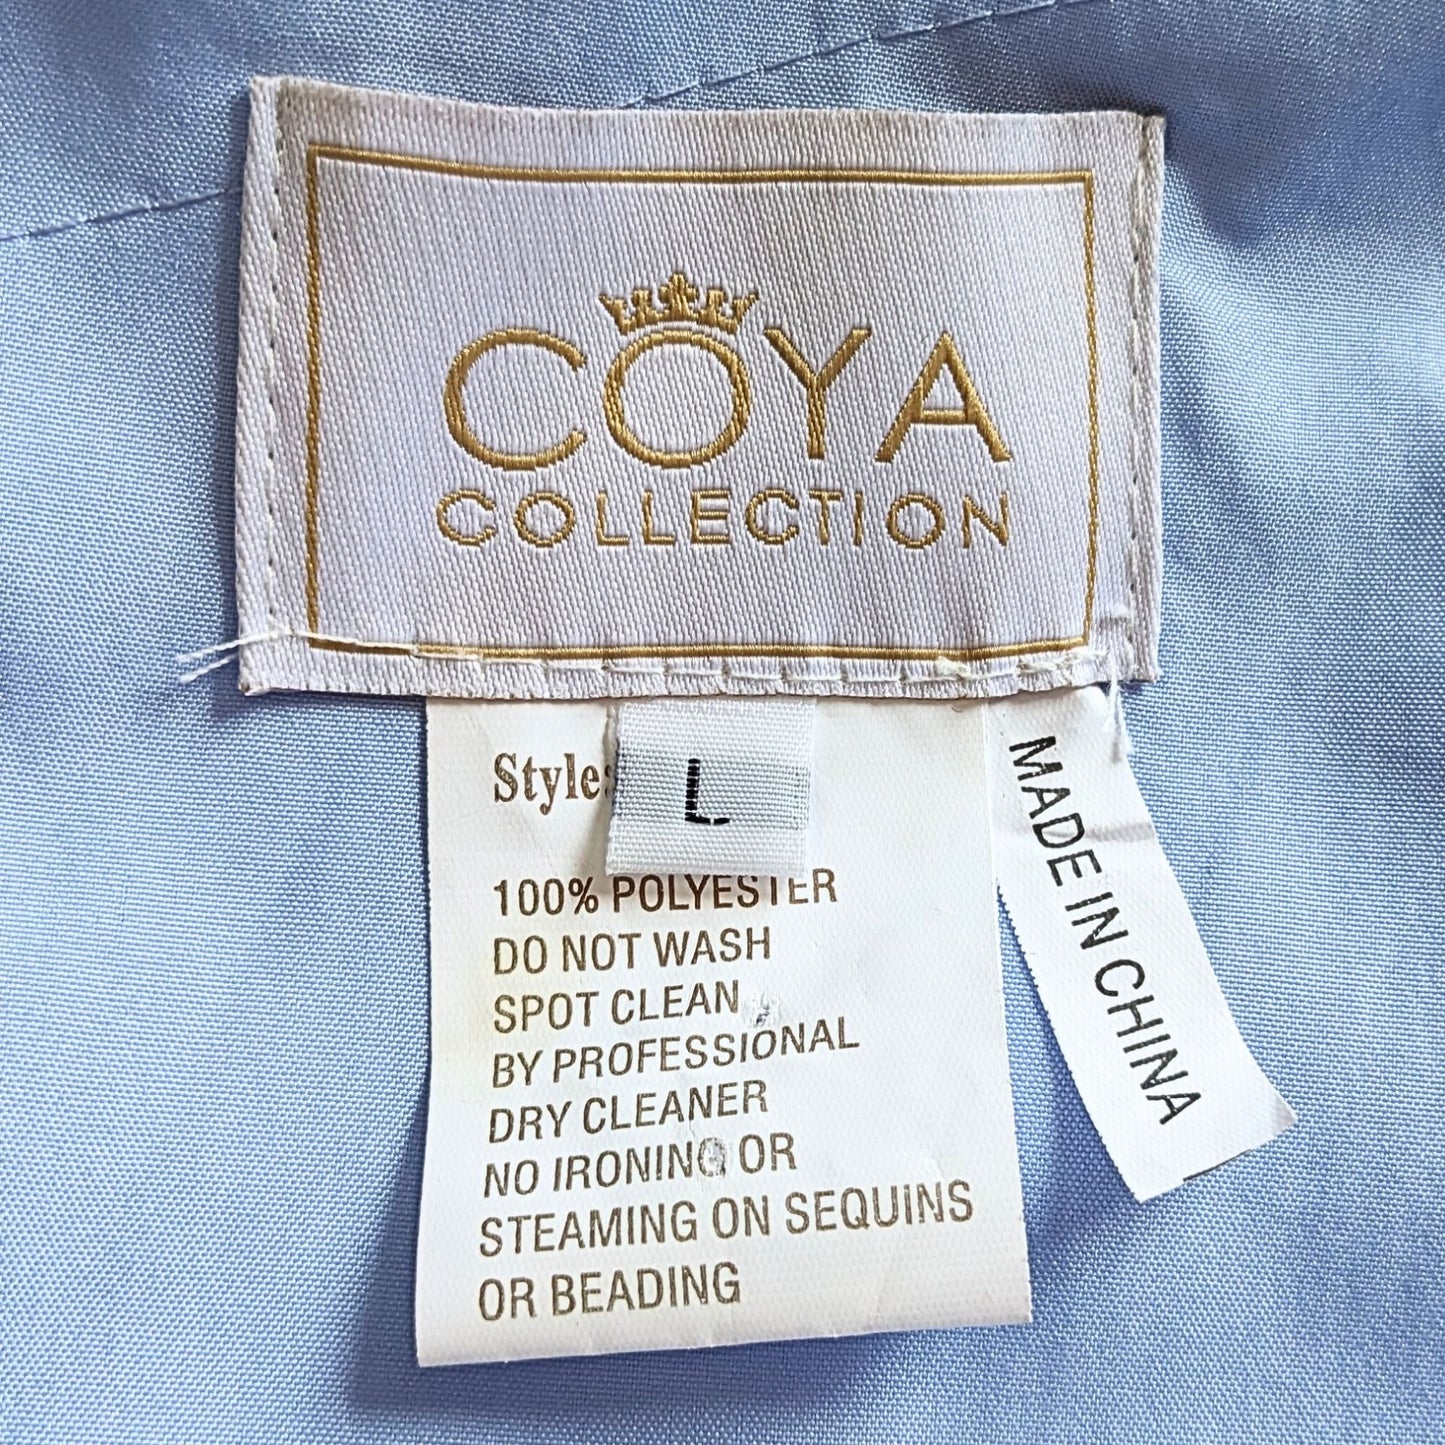 COYA
COLLECTION
Style:
L
100% POLYESTER
DO NOT WASH
SPOT CLEAN
BY PROFESSIONAL
DRY CLEANER
NO IRONING OR
STEAMING ON SEQUINS
OR BEADING
MADE IN CHINA